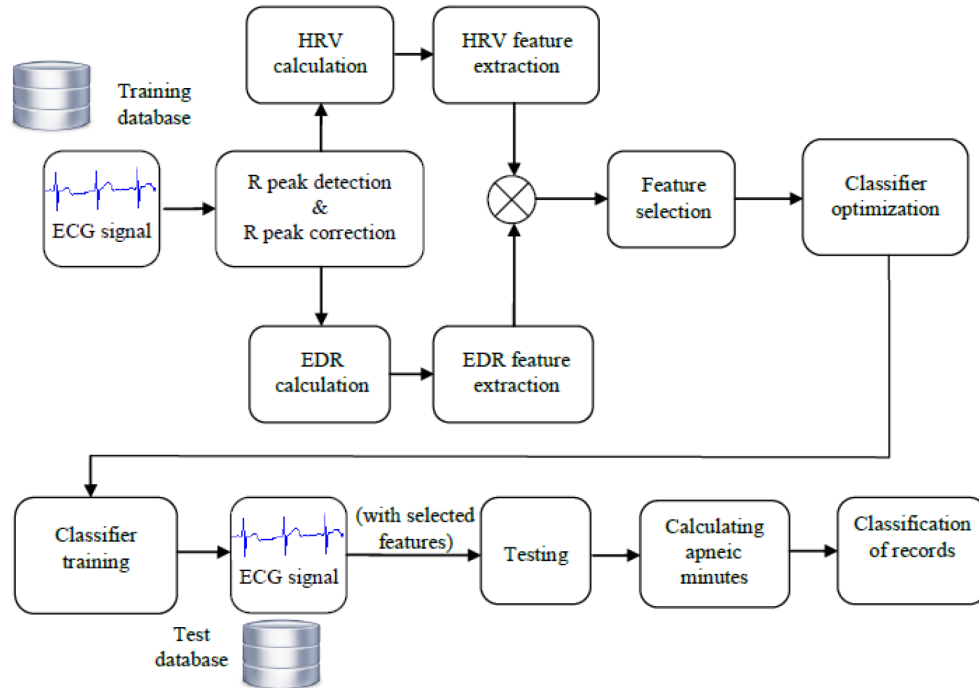 HRV
calculation
HRV feature
extraction
Training
database
ECG signal
R peak detection
&
R peak correction
Feature
selection
Classifier
optimization
EDR
calculation
EDR feature
extraction
Classifier
training
ECG signal
(with selected
features)
Testing
Calculating
apneic
minutes
Classification
of records
Test
database